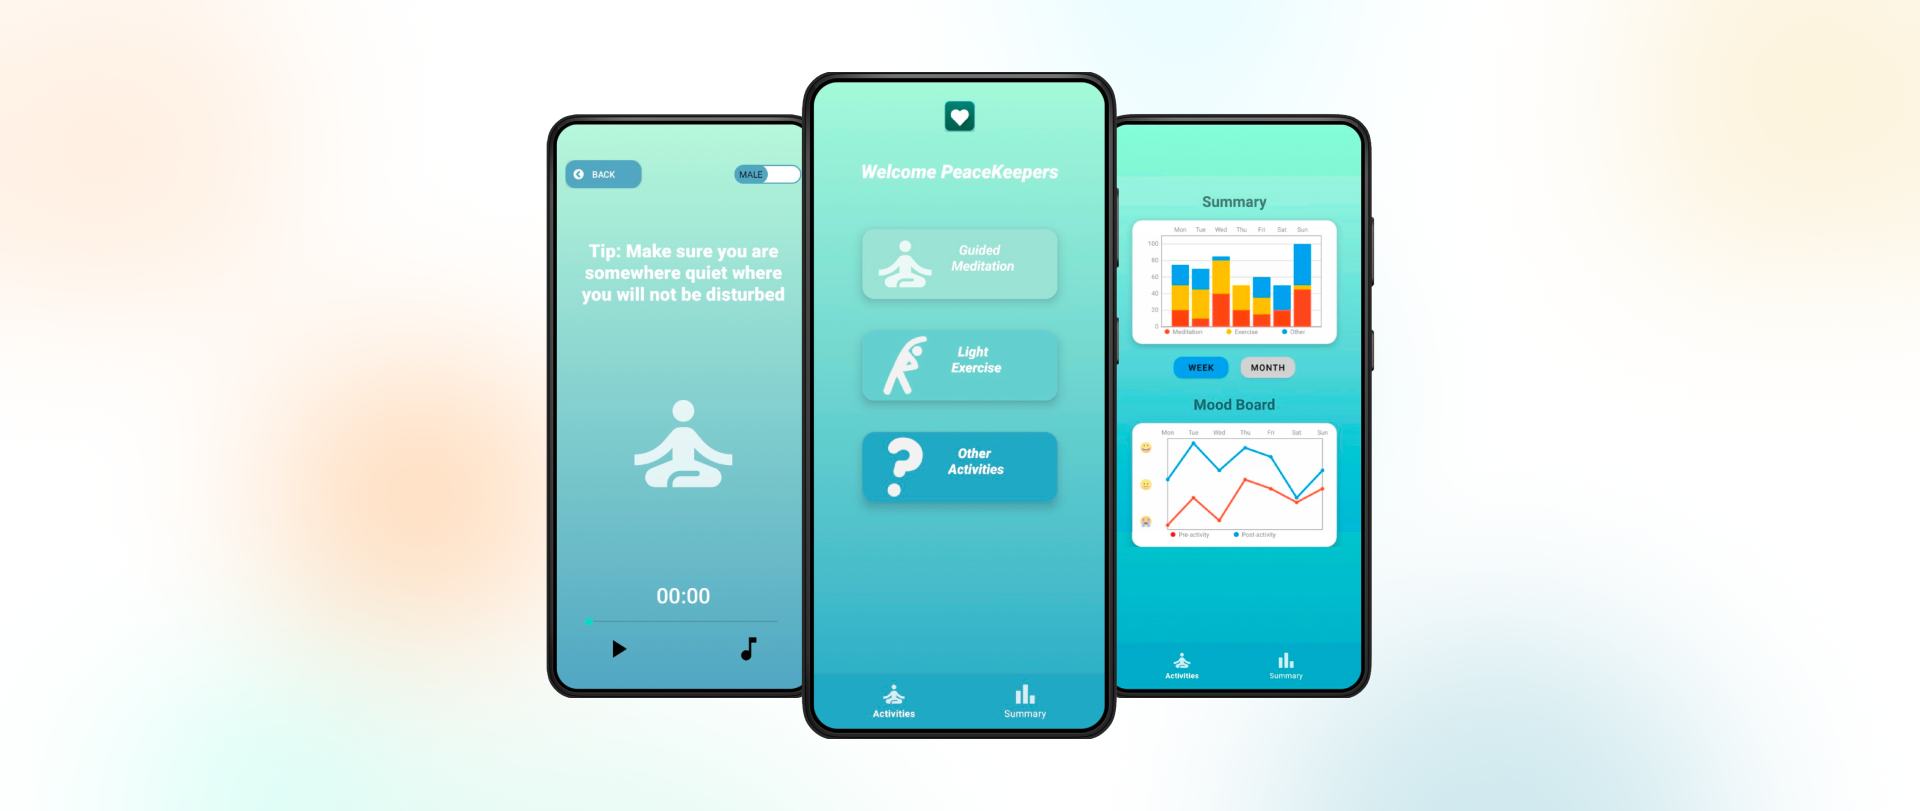 BACK
MALE
Tip: Make sure you are
somewhere quiet where
you will not be disturbed
00:00
Welcome PeaceKeepers
Guided
Meditation
Light
Exercise
Other
Activities
Activities
Summary
Summary
Mon Tue Wed Thu Fri Sat Sun
100
80
60
40
20
0
Meditation Exercise Other
WEEK
MONTH
Mood Board
Mon Tue Wed Thu Fri Sat Sun
Pre-activity Post-activity
Activities
Summary